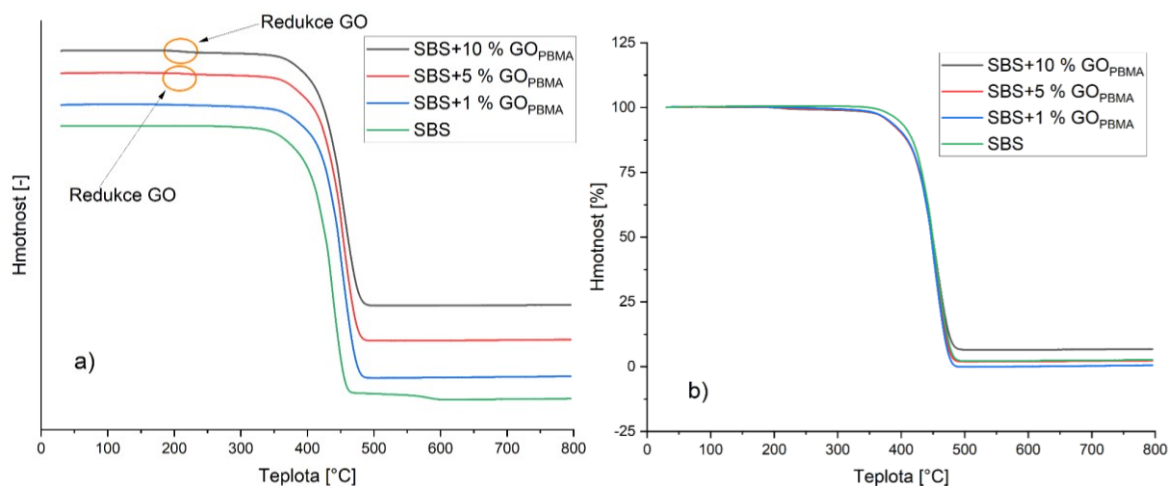 Redukce GO
SBS+10 % GOPBMA
SBS+5 % GOPBMA
SBS+1 % GOPBMA
SBS
Redukce GO
Hmotnost [-]
a)
0 100 200 300 400 500 600 700 800
Teplota [°C]
125
100
75
50
25
0
-25
SBS+10 % GOPBMA
SBS+5 % GOPBMA
SBS+1 % GOPBMA
SBS
Hmotnost [%]
b)
0 100 200 300 400 500 600 700 800
Teplota [°C]